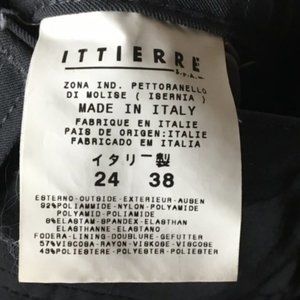 ITTIERRE
S.p.A.
ZONA IND. PETTORANELLO
DI MOLISE ( ISERNIA )
MADE IN ITALY
FABRIQUE EN ITALIE
PAIS DE ORIGEN:ITALIE
FABRICADO EM ITALIA
イタリー製
24 38
ESTERNO-OUTSIDE-EXTERIEUR-AUSEN
92%POLIAMMIDE-NYLON-POLYAMIDE
POLYAMID-POLIAMIDE
8%ELASTAM-SPANDEX-ELASTHAN
ELASTHANNE-ELASTANO
FODERA-LINING-DOUBLURE-GEFUTTER
57%VISCOSA-RAYON-VISKOSE-VISCOSE
43%POLIESTERE-POLYESTER-POLIESTER